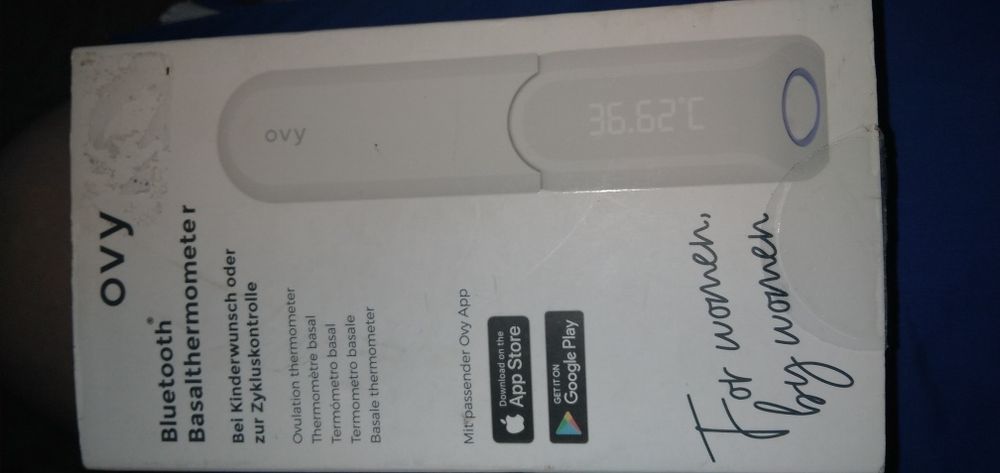 ovy
Bluetooth®
Basalthermometer
Bei Kinderwunsch oder
zur Zykluskontrolle
Ovulation thermometer
Thermomètre basal
Termómetro basal
Termometro basale
Basale thermometer
Mit passender Ovy App
Download on the
App Store
GET IT ON
Google Play
ovy
36.62°C
For women,
by women